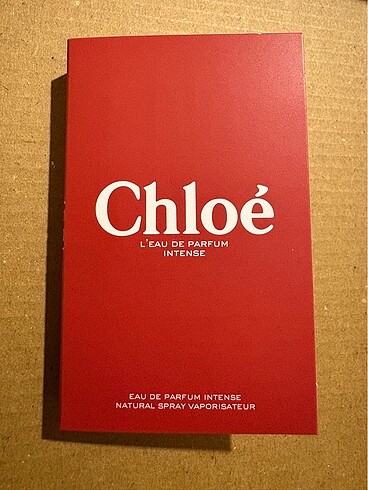 Chloé
L'EAU DE PARFUM
INTENSE
EAU DE PARFUM INTENSE
NATURAL SPRAY VAPORISATEUR